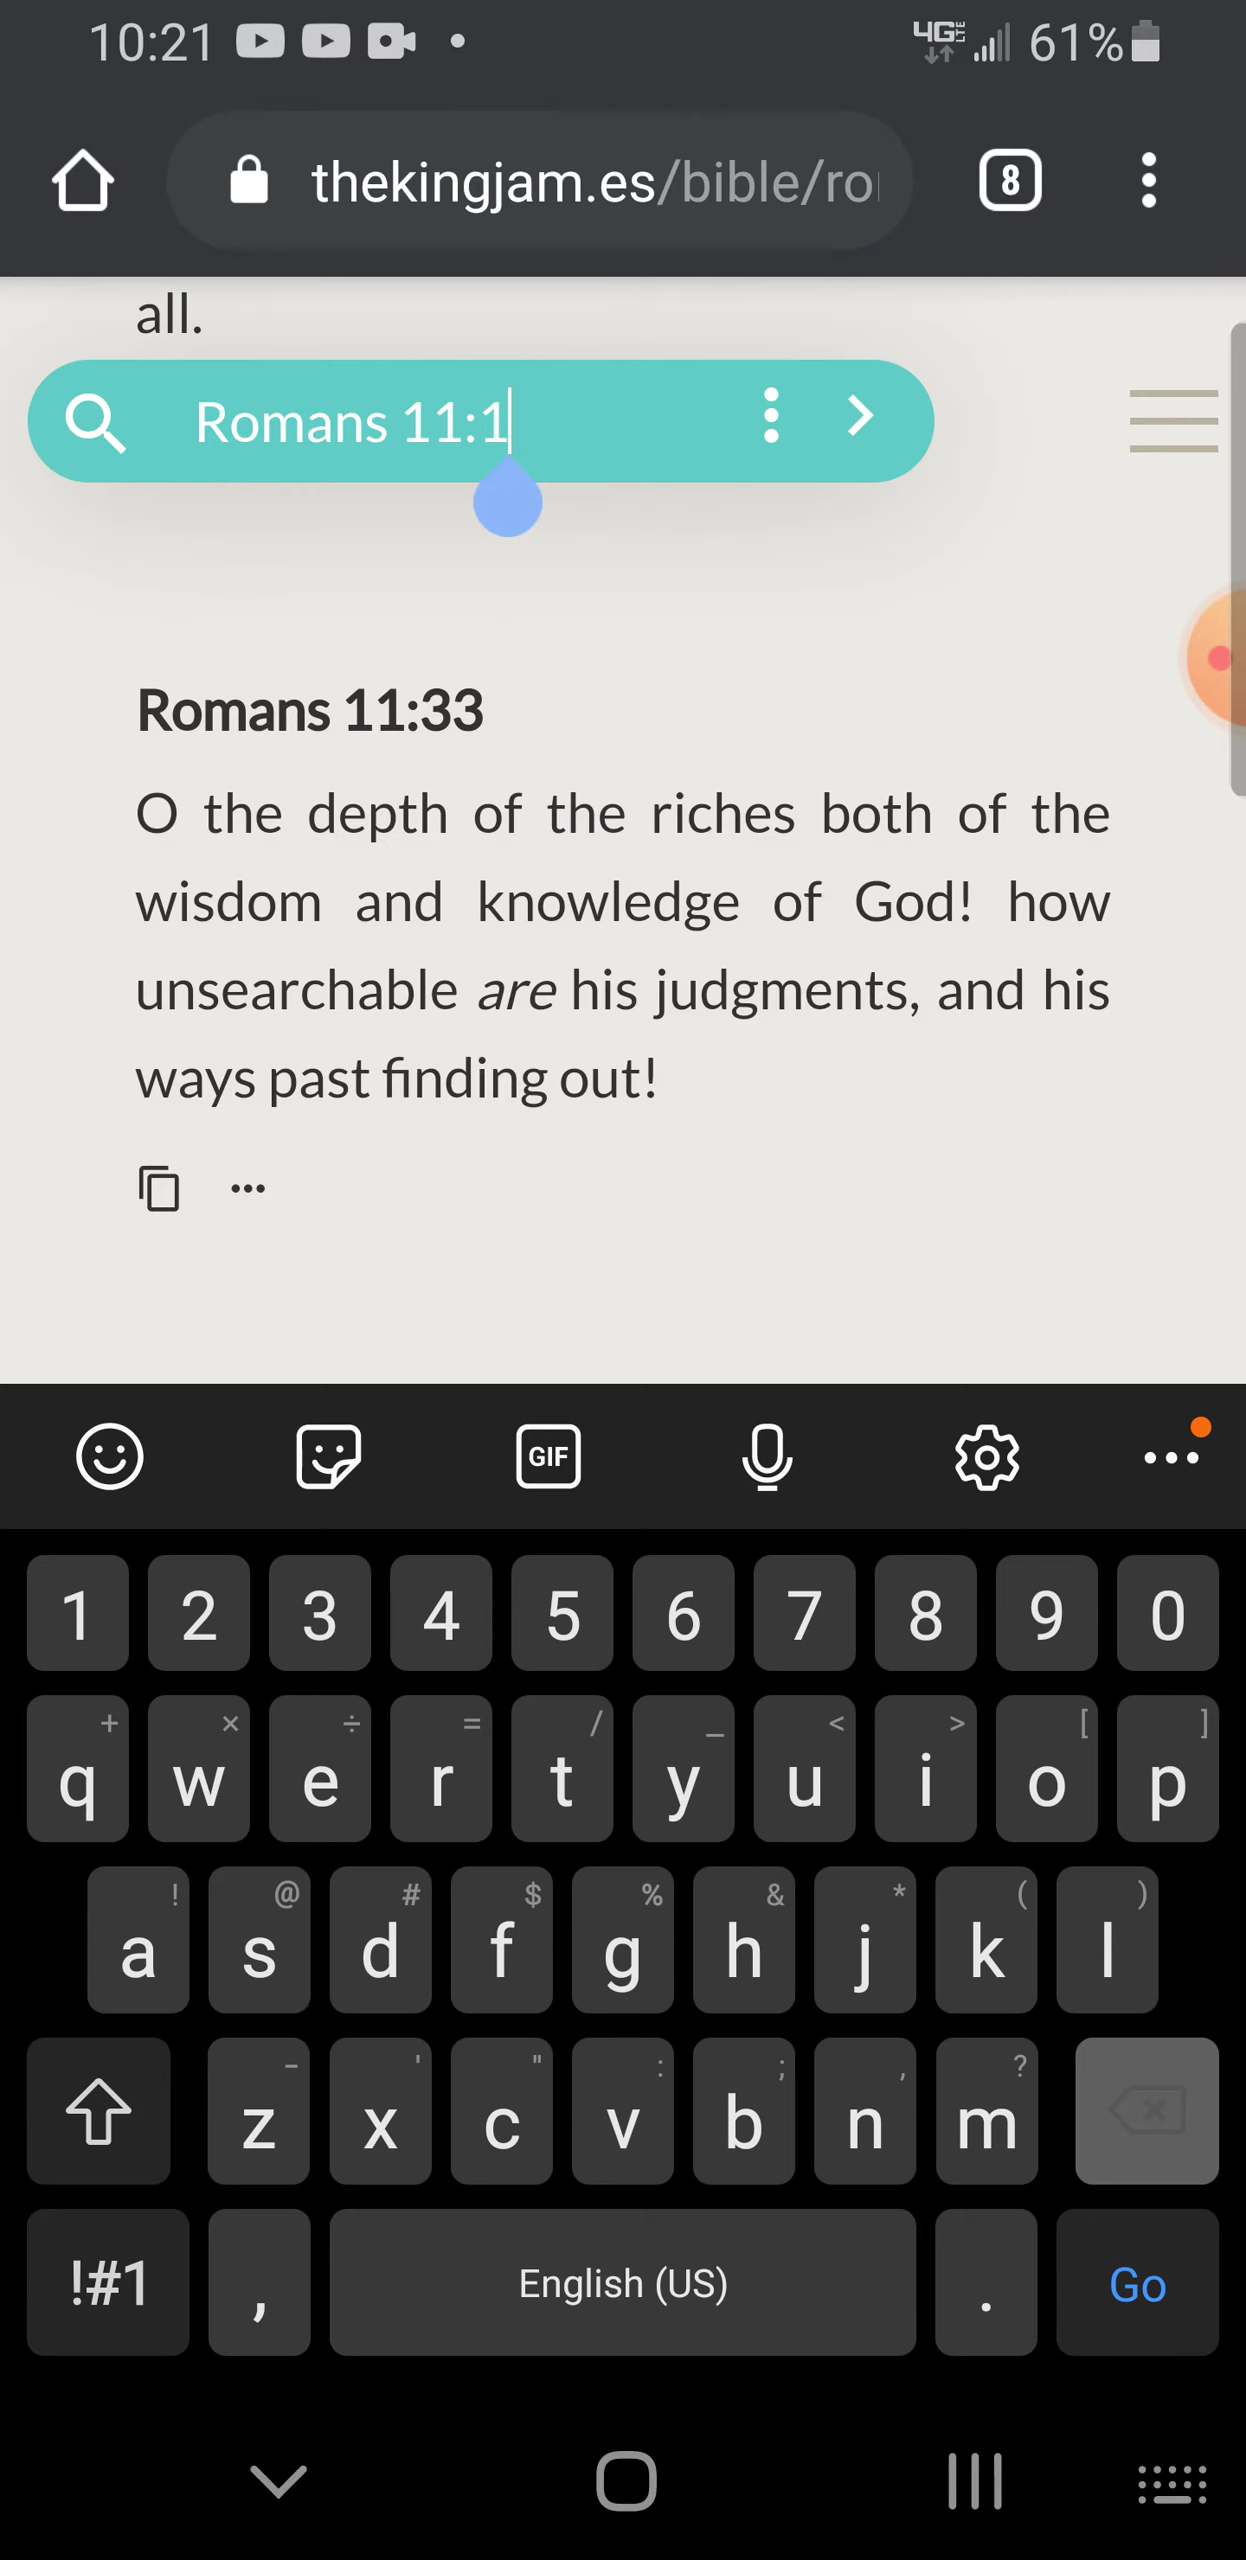 10:21 4G LTE 61%
thekingjam.es/bible/ro
8
all.
Romans 11:1
Romans 11:33
O the depth of the riches both of the
wisdom and knowledge of God! how
unsearchable are his judgments, and his
ways past finding out!
GIF
1 2 3 4 5 6 7 8 9 0
+ × ÷ = / _ < > [ ]
q w e r t y u i o p
! @ # $ % & * ( )
a s d f g h j k l
- ' " : ; , ?
z x c v b n m
!#1 , English (US) . Go